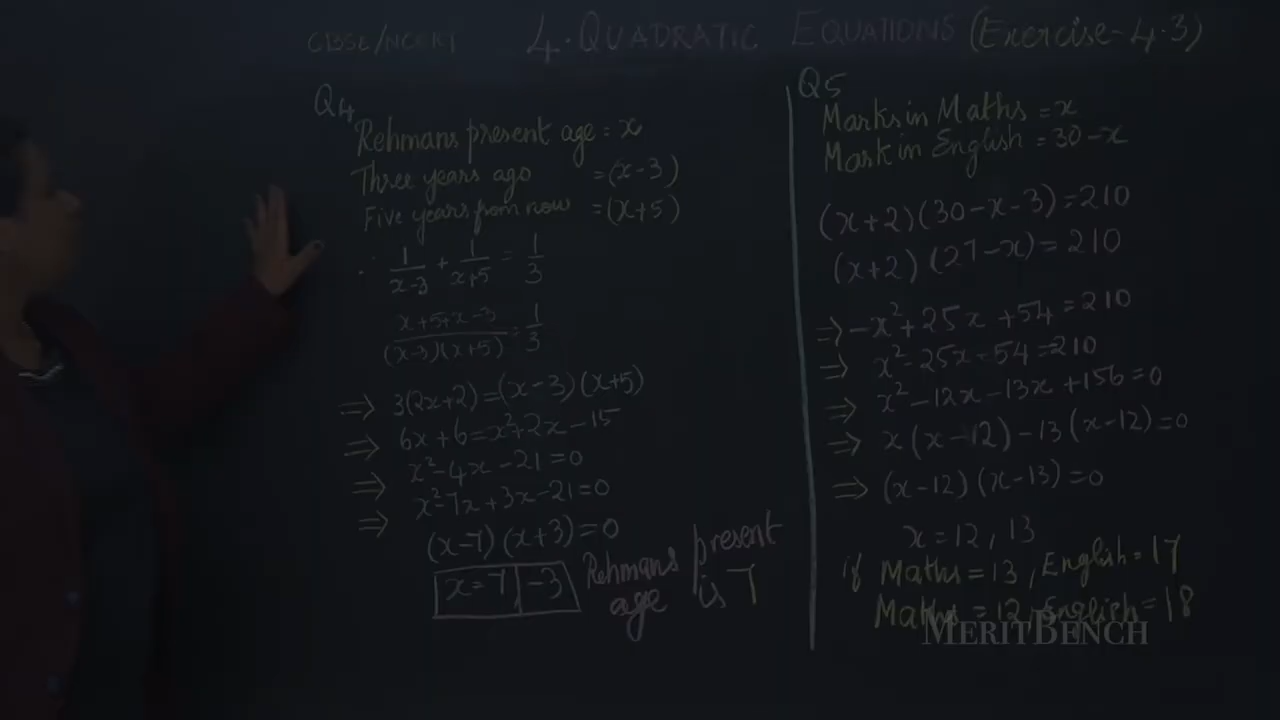 CBSE/NCERT 4. QUADRATIC EQUATIONS (Exercise-4.3)
Q4
Rehmans present age = x
Three years ago = (x-3)
Five years from now = (x+5)
∴ 1/(x-3) + 1/(x+5) = 1/3
(x+5+x-3)/((x-3)(x+5)) = 1/3
⇒ 3(2x+2)=(x-3)(x+5)
⇒ 6x+6=x²+2x-15
⇒ x²-4x-21=0
⇒ x²-7x+3x-21=0
(x-7)(x+3)=0
x=7 | -3
Rehmans present
age is 7
Q5
Marks in Maths = x
Mark in English = 30-x
(x+2)(30-x-3)=210
(x+2)(27-x)=210
⇒ -x²+25x+54=210
⇒ x²-25x-54=210
⇒ x²-12x-13x+156=0
⇒ x(x-12)-13(x-12)=0
⇒ (x-12)(x-13)=0
x=12, 13
if Maths=13, English=17
Maths=12, English=18
MERITBENCH